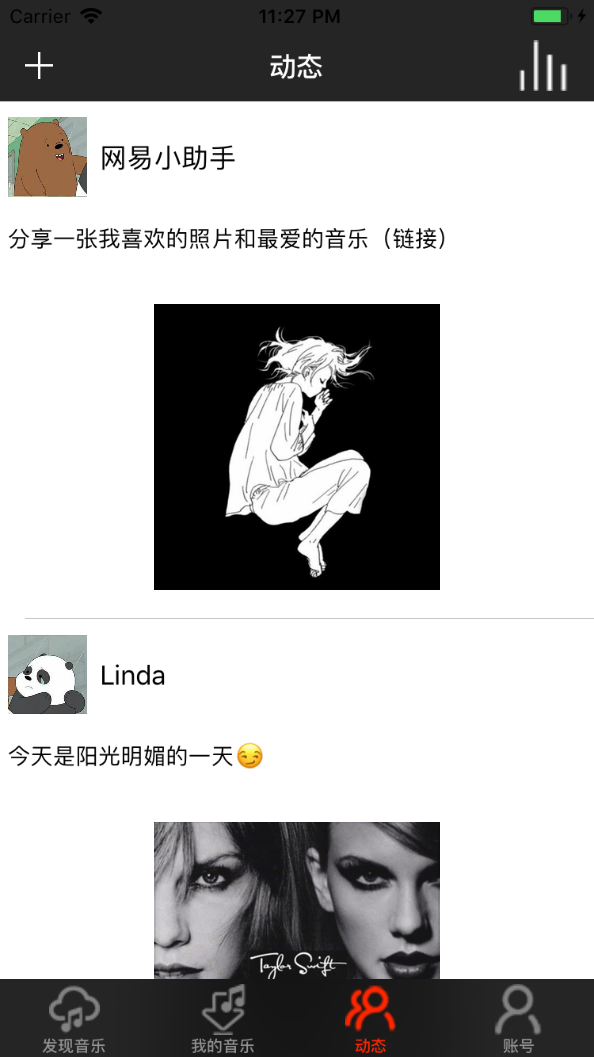 Carrier 11:27 PM
动态
网易小助手
分享一张我喜欢的照片和最爱的音乐（链接）
Linda
今天是阳光明媚的一天😏
Taylor Swift
发现音乐 我的音乐 动态 账号